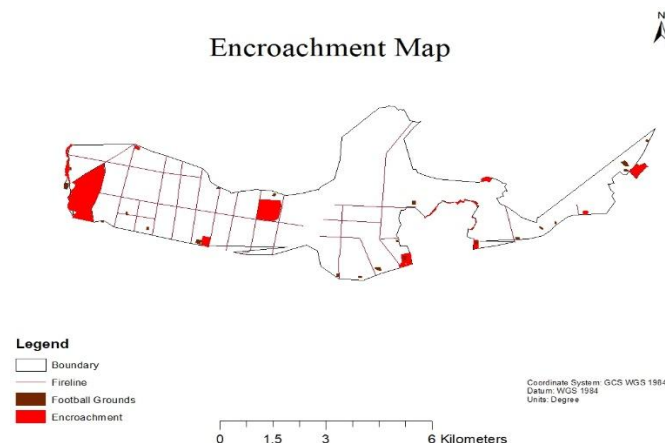 N
Encroachment Map
Legend
Boundary
Fireline
Football Grounds
Encroachment
Coordinate System: GCS WGS 1984
Datum: WGS 1984
Units: Degree
0 1.5 3 6 Kilometers